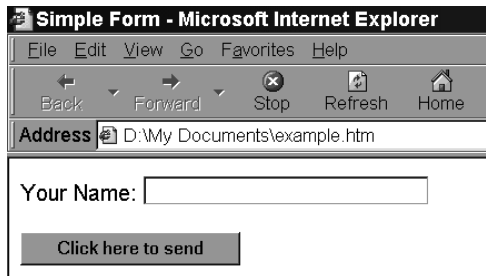 Simple Form - Microsoft Internet Explorer
File Edit View Go Favorites Help
Back Forward Stop Refresh Home
Address D:\My Documents\example.htm
Your Name:
Click here to send